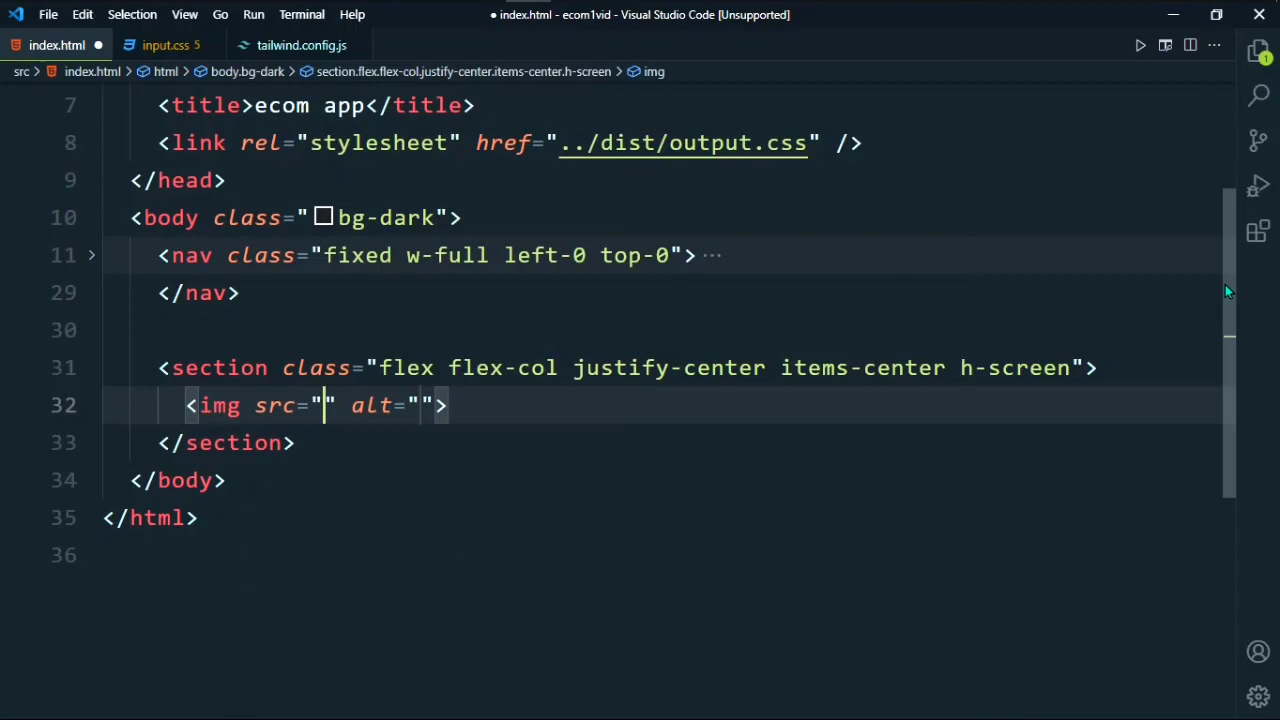 File Edit Selection View Go Run Terminal Help
● index.html - ecom1vid - Visual Studio Code [Unsupported]
index.html ●
input.css 5
tailwind.config.js
src > index.html > html > body.bg-dark > section.flex.flex-col.justify-center.items-center.h-screen > img
7 <title>ecom app</title>
8 <link rel="stylesheet" href="../dist/output.css" />
9 </head>
10 <body class="bg-dark">
11 <nav class="fixed w-full left-0 top-0">···
29 </nav>
30
31 <section class="flex flex-col justify-center items-center h-screen">
32 <img src="" alt="">
33 </section>
34 </body>
35 </html>
36
1